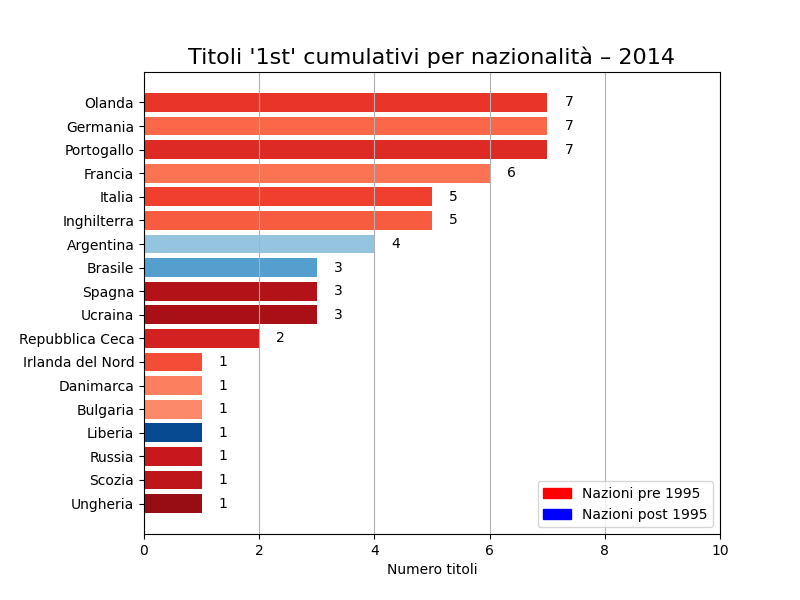 Titoli '1st' cumulativi per nazionalità – 2014
Olanda 7
Germania 7
Portogallo 7
Francia 6
Italia 5
Inghilterra 5
Argentina 4
Brasile 3
Spagna 3
Ucraina 3
Repubblica Ceca 2
Irlanda del Nord 1
Danimarca 1
Bulgaria 1
Liberia 1
Russia 1
Scozia 1
Ungheria 1
Nazioni pre 1995
Nazioni post 1995
0 2 4 6 8 10
Numero titoli